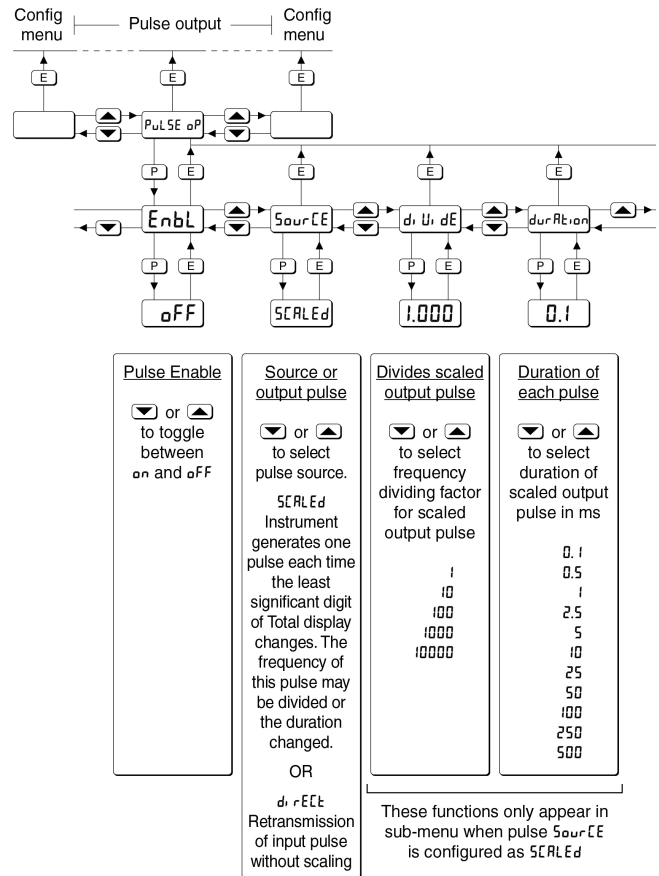 Config menu
Pulse output
Config menu
E
E
E
PuLSE oP
P
E
E
E
E
EnbL
SourCE
diVidE
durAtion
P
E
P
E
P
E
P
E
oFF
SCALEd
1.000
0.1
Pulse Enable
▼ or ▲
to toggle
between
on and oFF
Source or
output pulse
▼ or ▲
to select
pulse source.
SCALEd
Instrument
generates one
pulse each time
the least
significant digit
of Total display
changes. The
frequency of
this pulse may
be divided or
the duration
changed.
OR
dirECt
Retransmission
of input pulse
without scaling
Divides scaled
output pulse
▼ or ▲
to select
frequency
dividing factor
for scaled
output pulse
1
10
100
1000
10000
Duration of
each pulse
▼ or ▲
to select
duration of
scaled output
pulse in ms
0.1
0.5
1
2.5
5
10
25
50
100
250
500
These functions only appear in
sub-menu when pulse SourCE
is configured as SCALEd